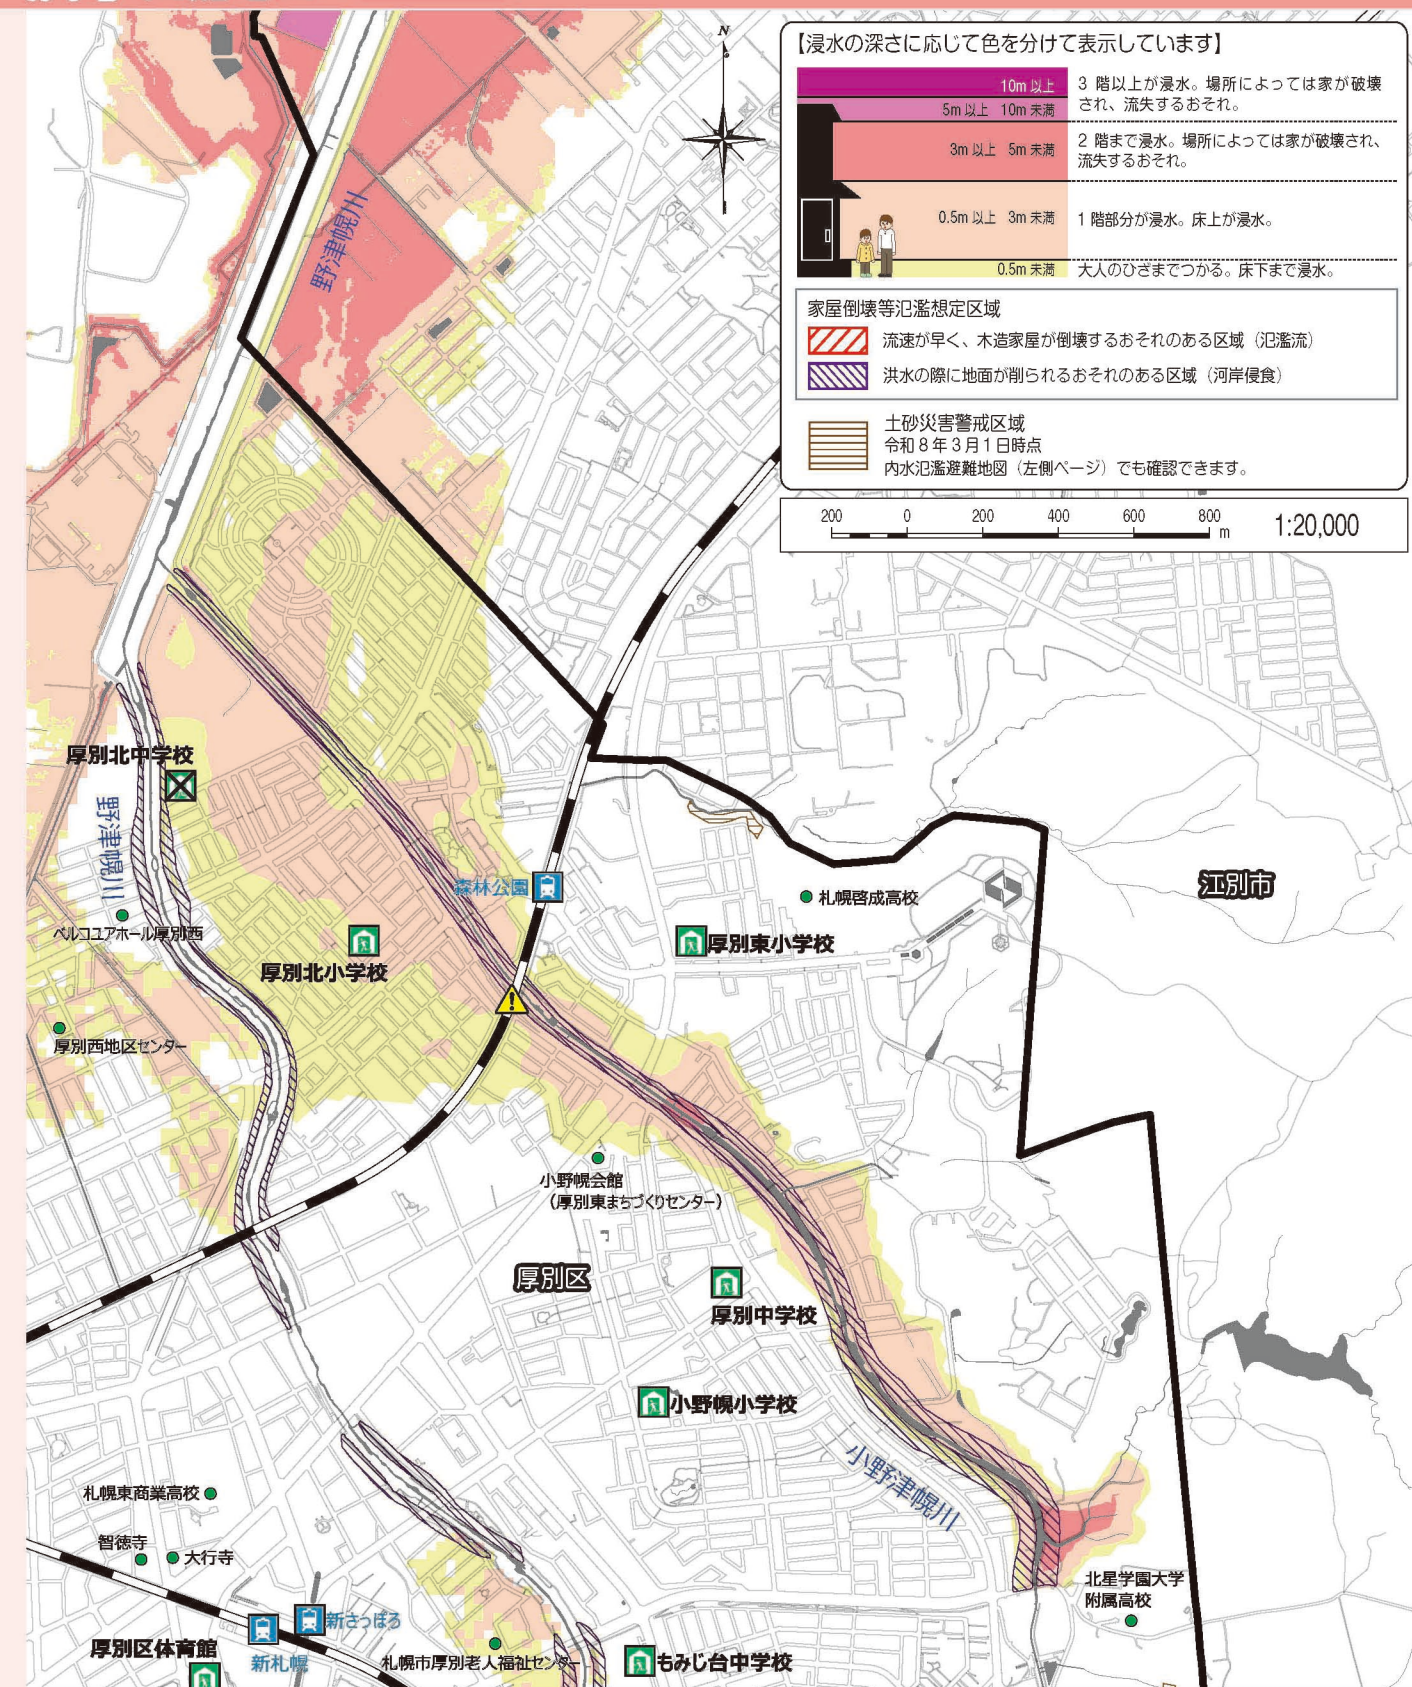 N
【浸水の深さに応じて色を分けて表示しています】
10m 以上
3 階以上が浸水。場所によっては家が破壊
され、流失するおそれ。
5m 以上 10m 未満
3m 以上 5m 未満
2 階まで浸水。場所によっては家が破壊され、
流失するおそれ。
0.5m 以上 3m 未満
1 階部分が浸水。床上が浸水。
0.5m 未満
大人のひざまでつかる。床下まで浸水。
家屋倒壊等氾濫想定区域
流速が早く、木造家屋が倒壊するおそれのある区域（氾濫流）
洪水の際に地面が削られるおそれのある区域（河岸侵食）
土砂災害警戒区域
令和８年３月１日時点
内水氾濫避難地図（左側ページ）でも確認できます。
200 0 200 400 600 800 m
1:20,000
野津幌川
厚別北中学校
野津幌川
森林公園
札幌啓成高校
江別市
ベルコユアホール厚別西
厚別北小学校
厚別東小学校
厚別西地区センター
小野幌会館
（厚別東まちづくりセンター）
厚別区
厚別中学校
小野幌小学校
小野津幌川
札幌東商業高校
智徳寺
大行寺
北星学園大学
附属高校
新さっぽろ
厚別区体育館
新札幌
札幌市厚別老人福祉センター
もみじ台中学校